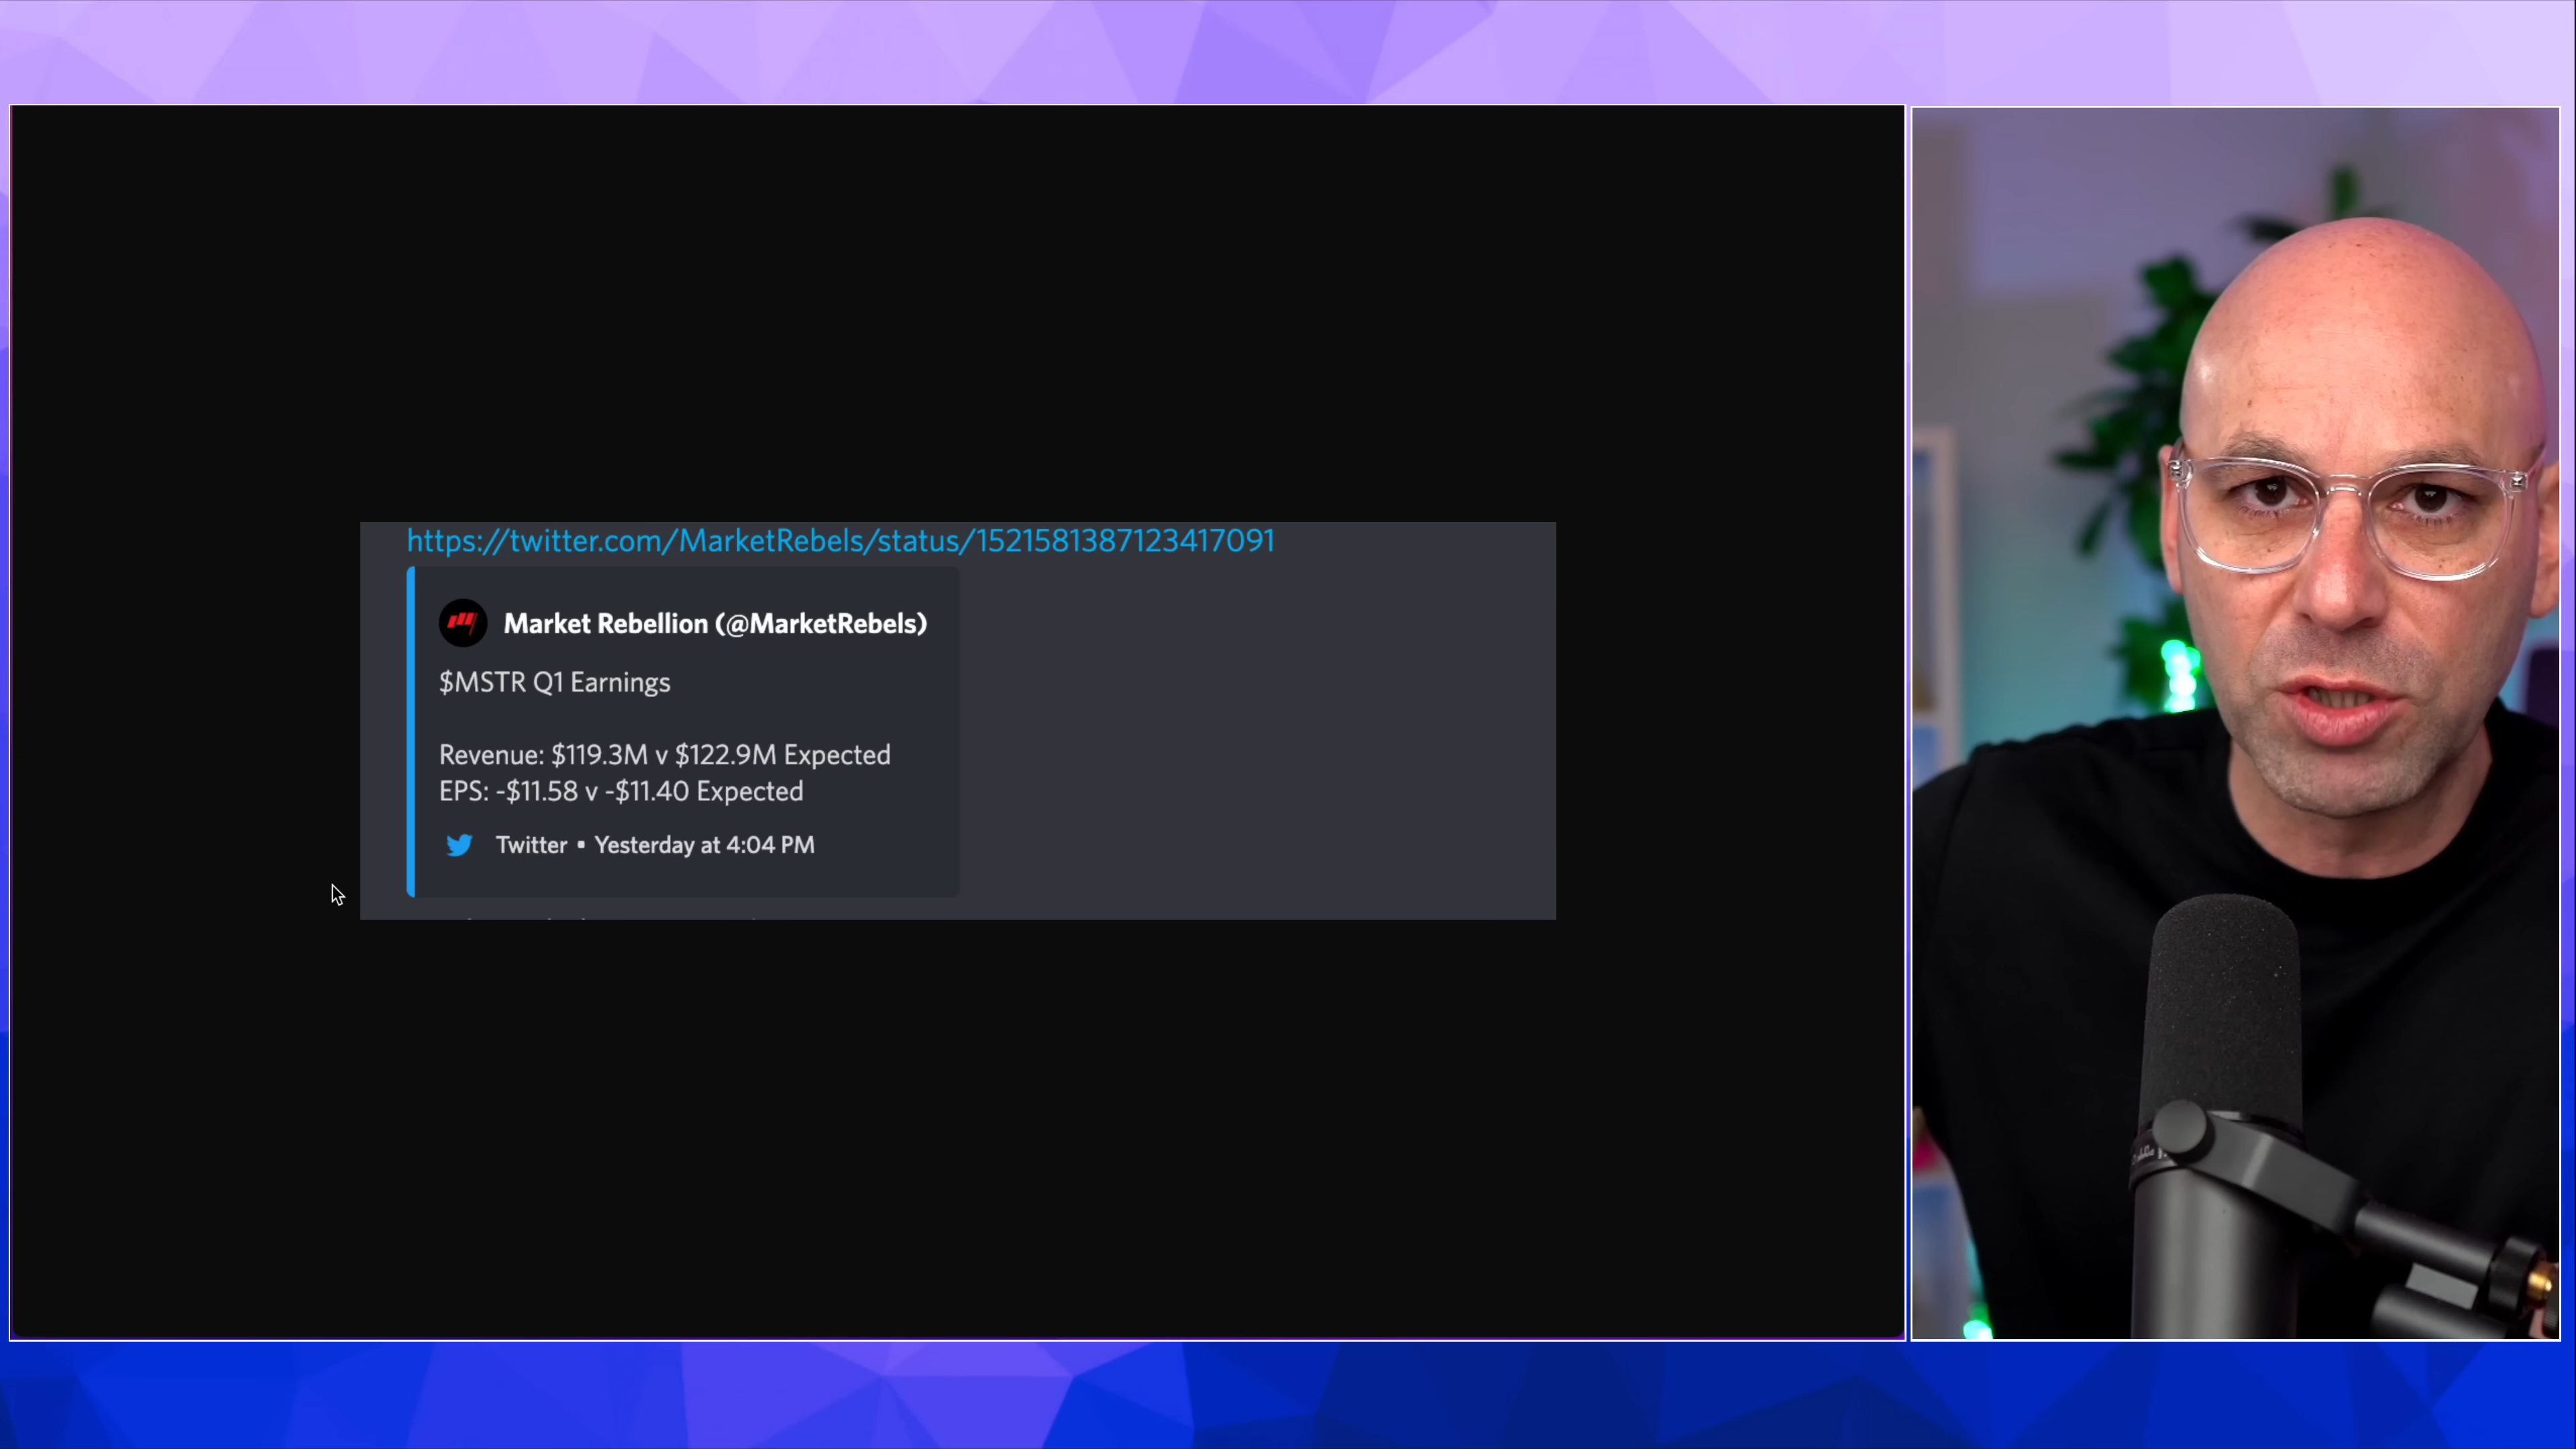 https://twitter.com/MarketRebels/status/1521581387123417091
Market Rebellion (@MarketRebels)
$MSTR Q1 Earnings
Revenue: $119.3M v $122.9M Expected
EPS: -$11.58 v -$11.40 Expected
Twitter • Yesterday at 4:04 PM